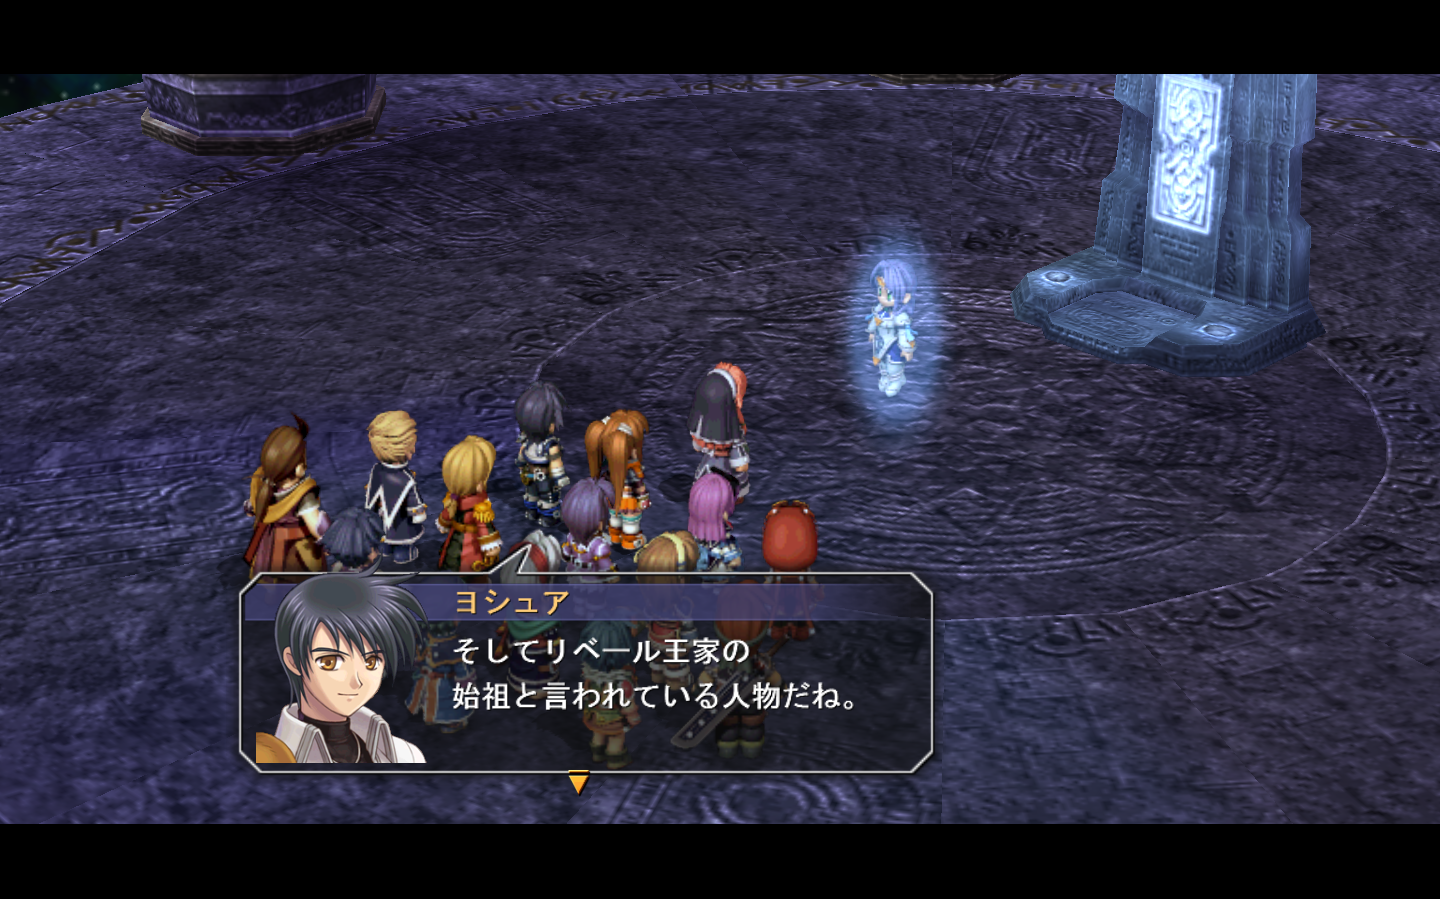 ヨシュア
そしてリベール王家の
始祖と言われている人物だね。